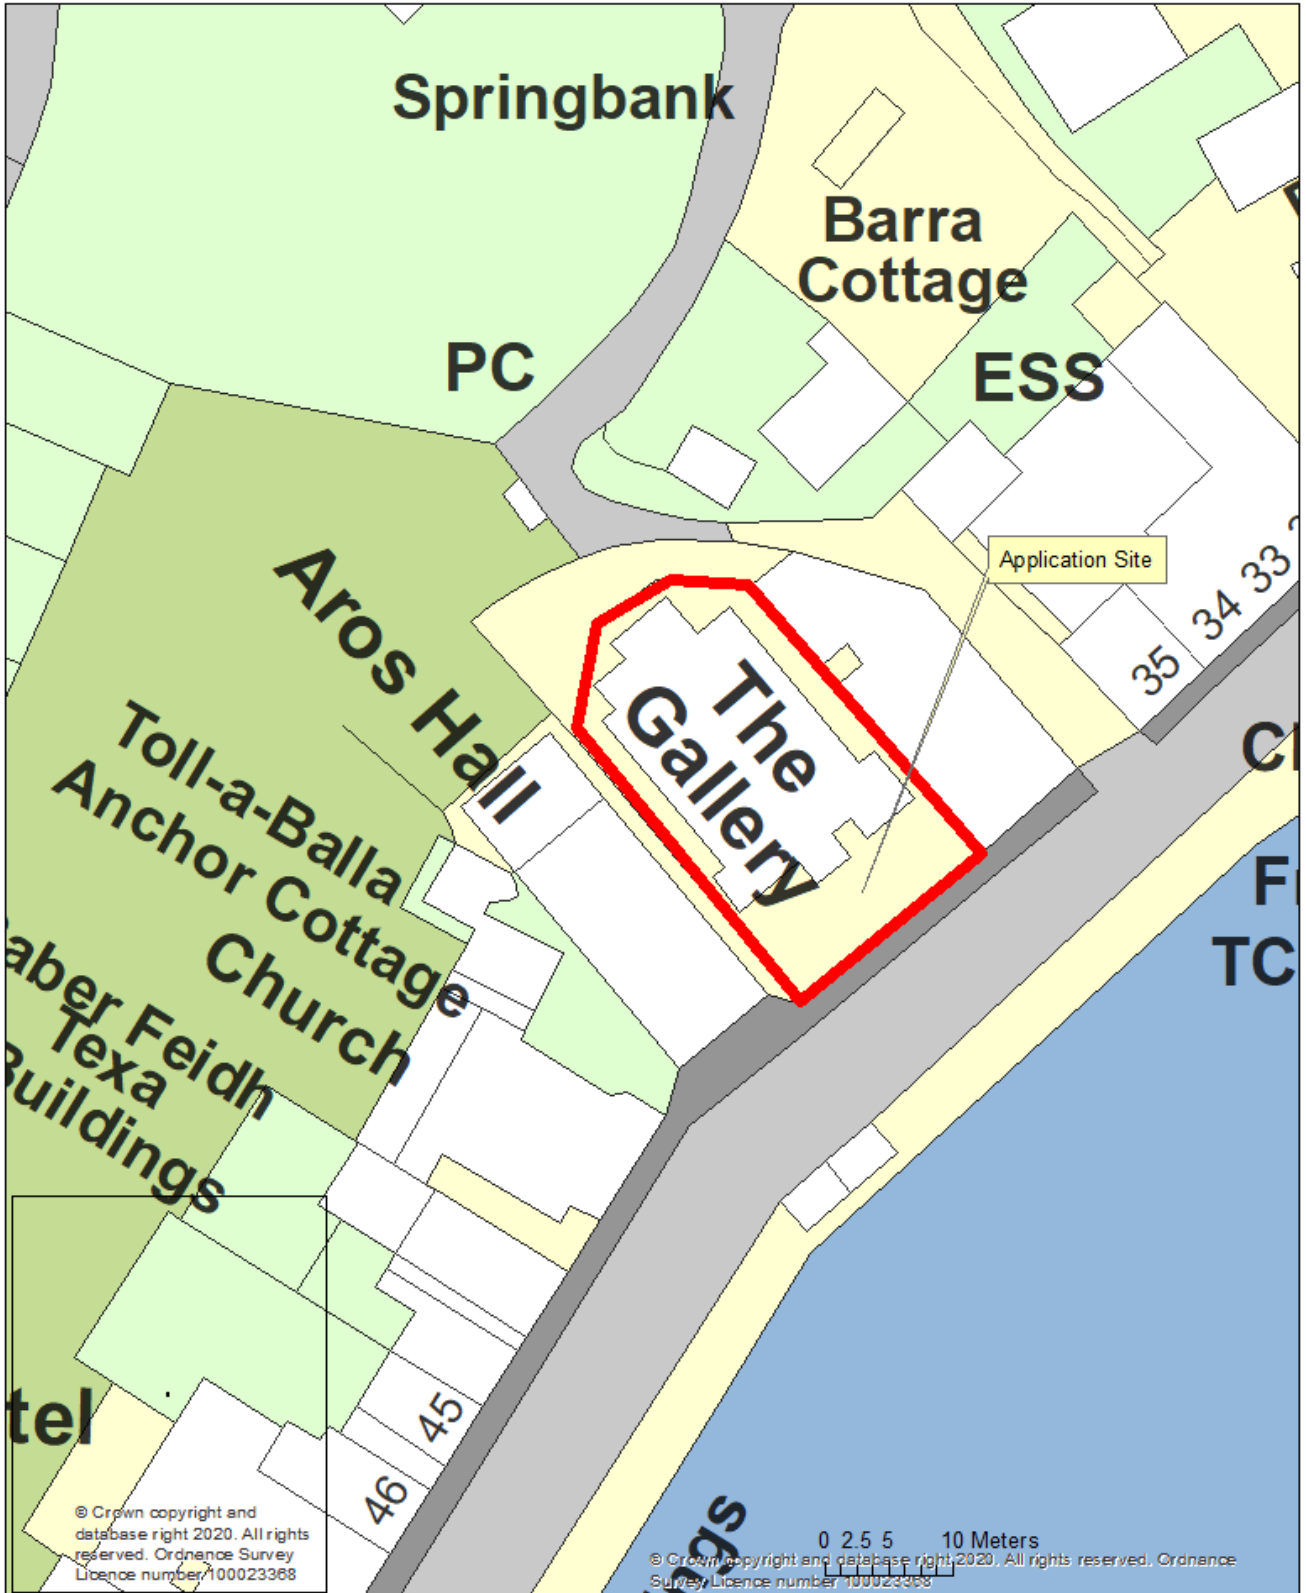 Springbank
Barra
Cottage
PC
ESS
Application Site
33
34
35
Aros Hall
The
Gallery
Toll-a-Balla
Anchor Cottage
Church
Feidh
Texa
Buildings
TC
45
46
© Crown copyright and
database right 2020. All rights
reserved. Ordnance Survey
Licence number 100023368
0 2.5 5 10 Meters
© Crown copyright and database right 2020. All rights reserved. Ordnance
Survey Licence number 100023368